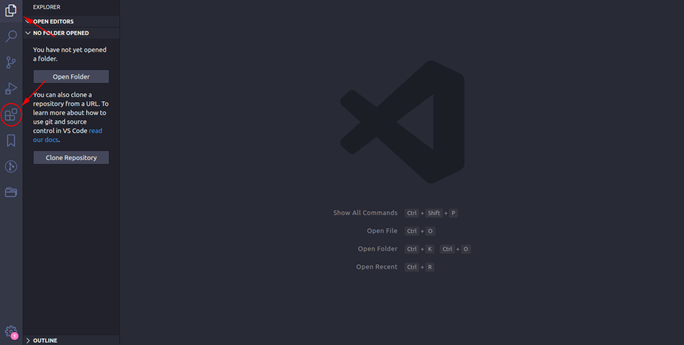 EXPLORER
OPEN EDITORS
NO FOLDER OPENED
You have not yet opened
a folder.
Open Folder
You can also clone a
repository from a URL. To
learn more about how to
use git and source
control in VS Code read
our docs.
Clone Repository
OUTLINE
Show All Commands Ctrl + Shift + P
Open File Ctrl + O
Open Folder Ctrl + K Ctrl + O
Open Recent Ctrl + R